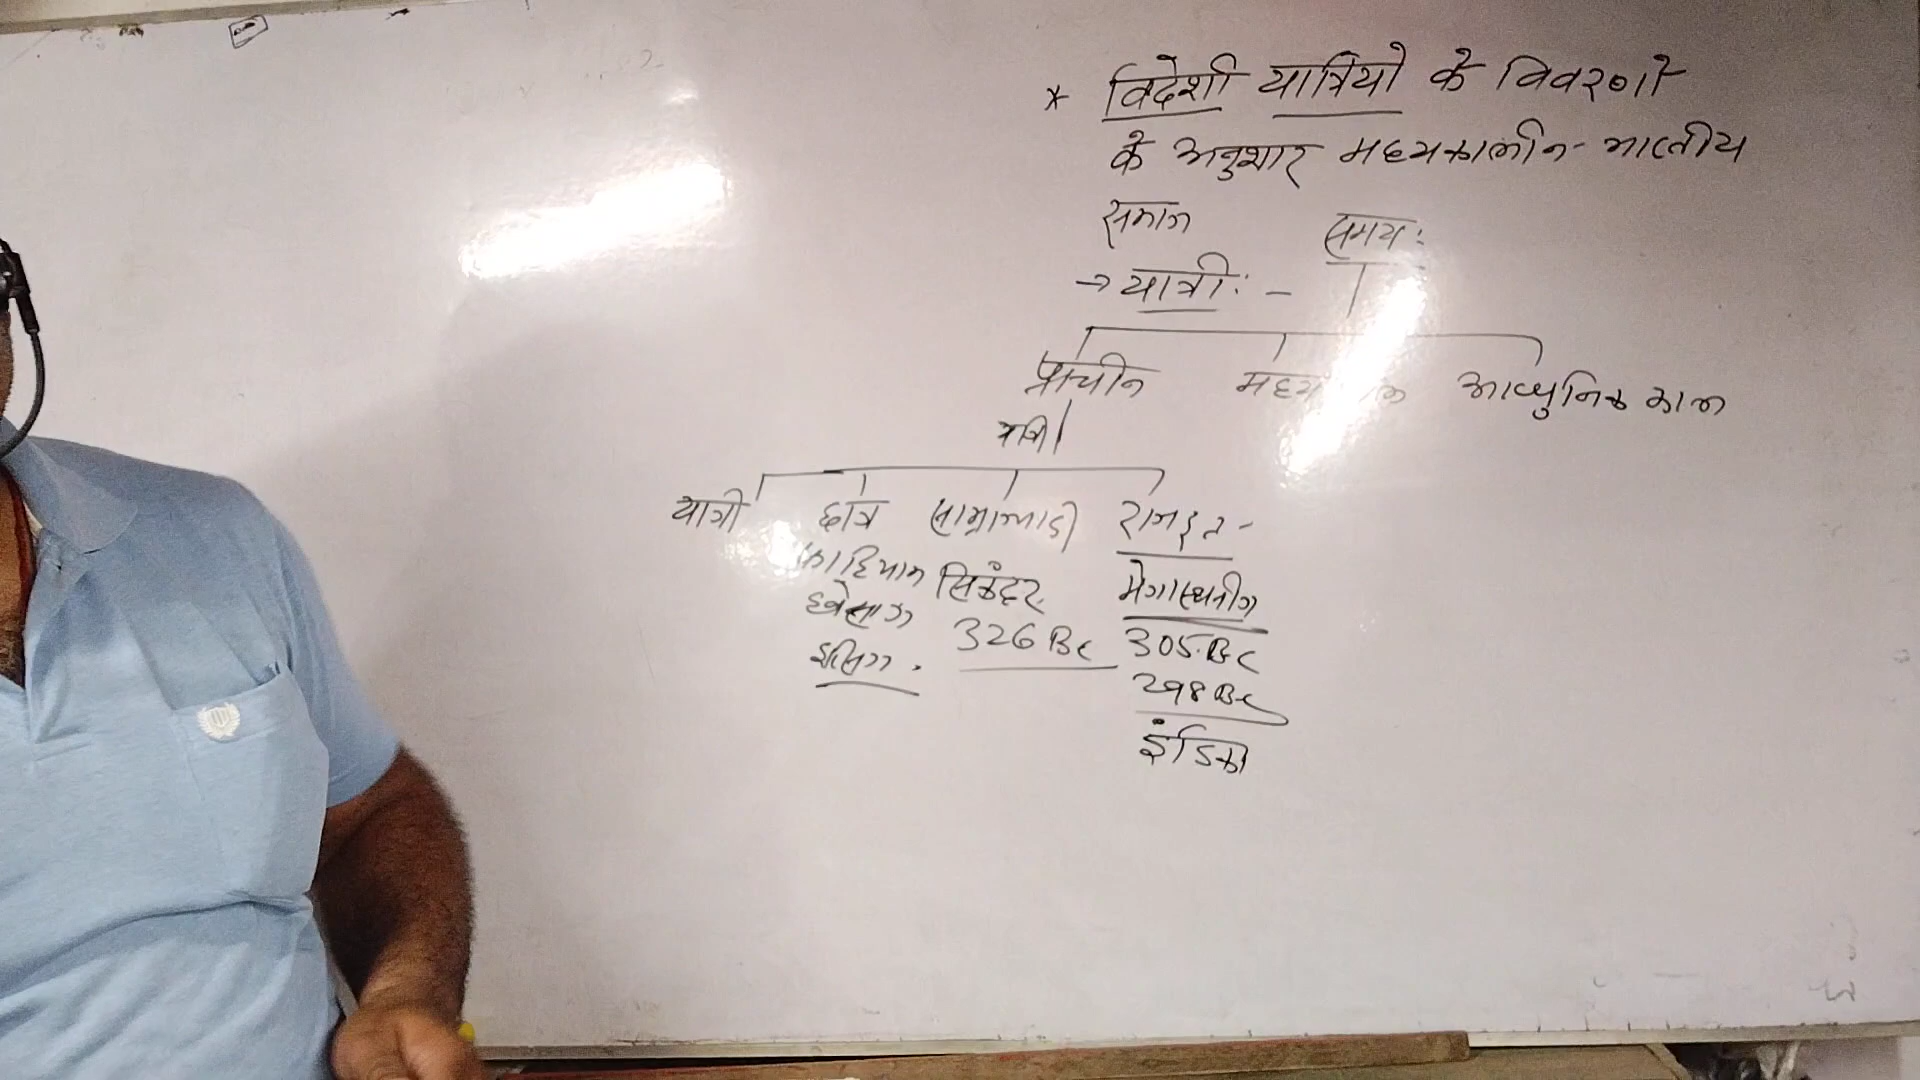 * विदेशी यात्रियो के विवरणो
के अनुशार मध्यकालीन- भारतीय
समाज
समय:
→ यात्री: -
प्राचीन मध्य आधुनिक काल
यात्री
यात्री छात्र साम्राज्यवादी राजदूत -
फाहियान सिकंदर मेगास्थनीज
ह्वेसांग 326 BC 305 BC
इत्सिंग. 298 BC
इंडिका